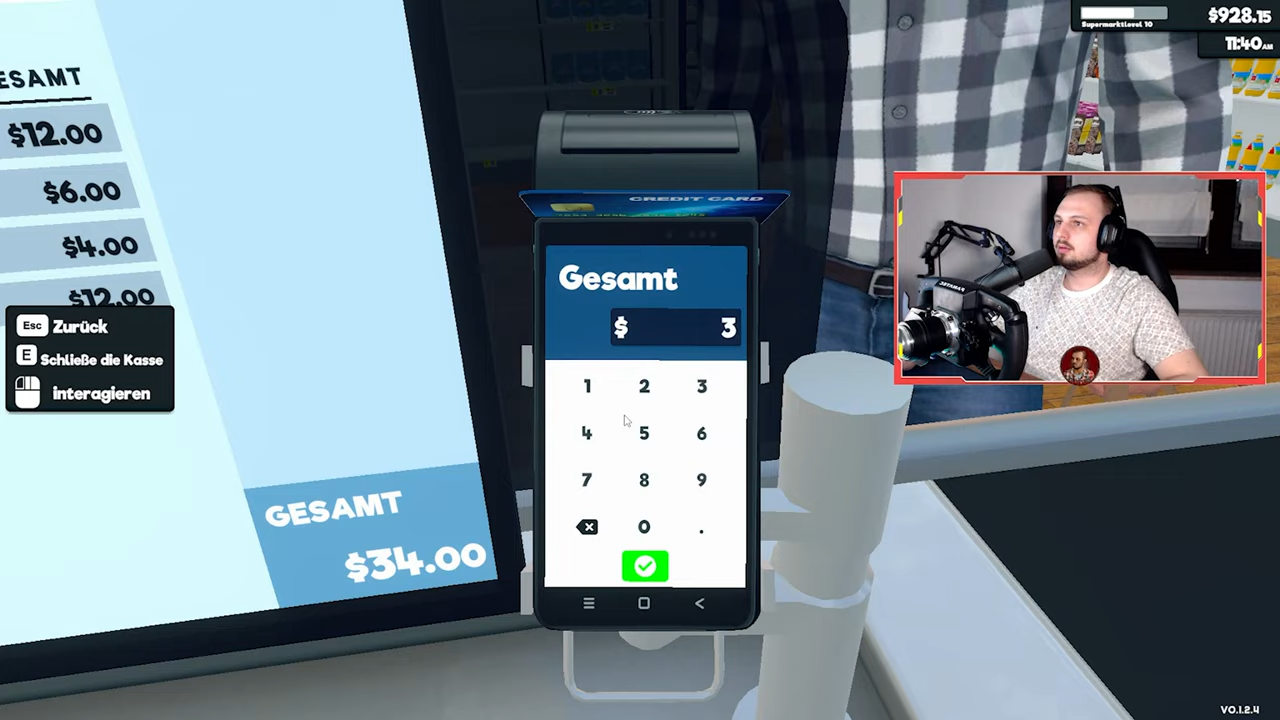 $928.15
Supermarktlevel 10
11:40AM
ESAMT
$12.00
$6.00
$4.00
$12.00
Esc Zurück
E Schließe die Kasse
interagieren
GESAMT
$34.00
CREDIT CARD
Gesamt
$ 3
1 2 3
4 5 6
7 8 9
0 .
V0.1.2.4